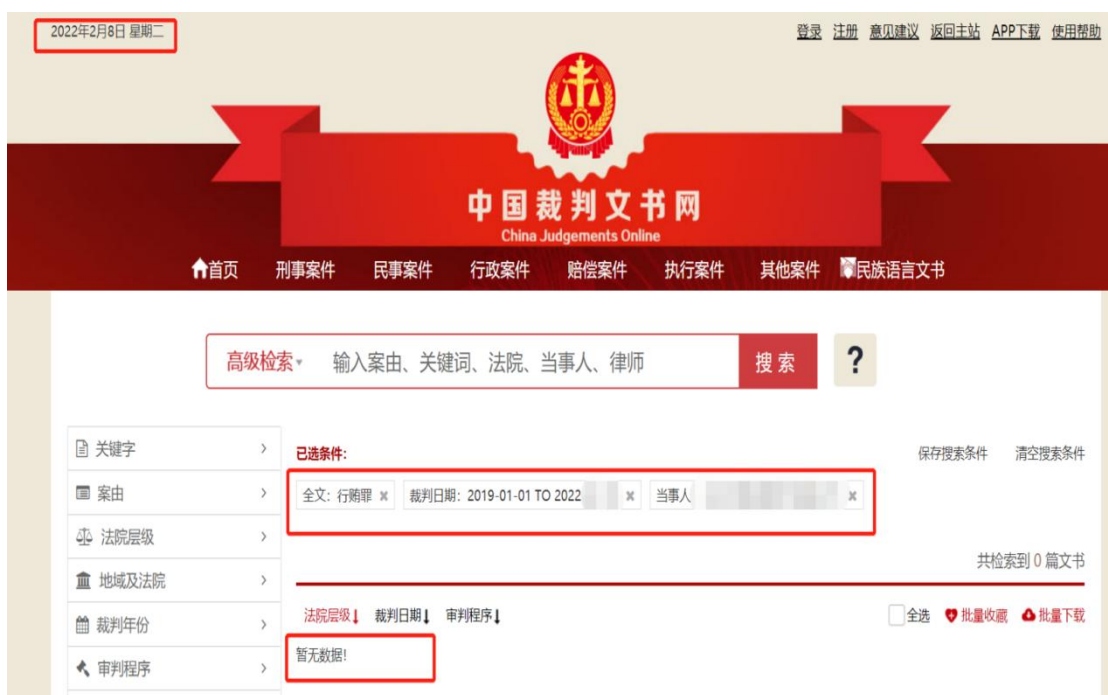 2022年2月8日 星期二
登录 注册 意见建议 返回主站 APP下载 使用帮助
中国裁判文书网
China Judgements Online
首页 刑事案件 民事案件 行政案件 赔偿案件 执行案件 其他案件 民族语言文书
高级检索 输入案由、关键词、法院、当事人、律师 搜索 ?
关键字
案由
法院层级
地域及法院
裁判年份
审判程序
已选条件:
保存搜索条件 清空搜索条件
全文: 行贿罪 × 裁判日期: 2019-01-01 TO 2022 × 当事人 ×
共检索到 0 篇文书
法院层级 裁判日期 审判程序
全选 批量收藏 批量下载
暂无数据!